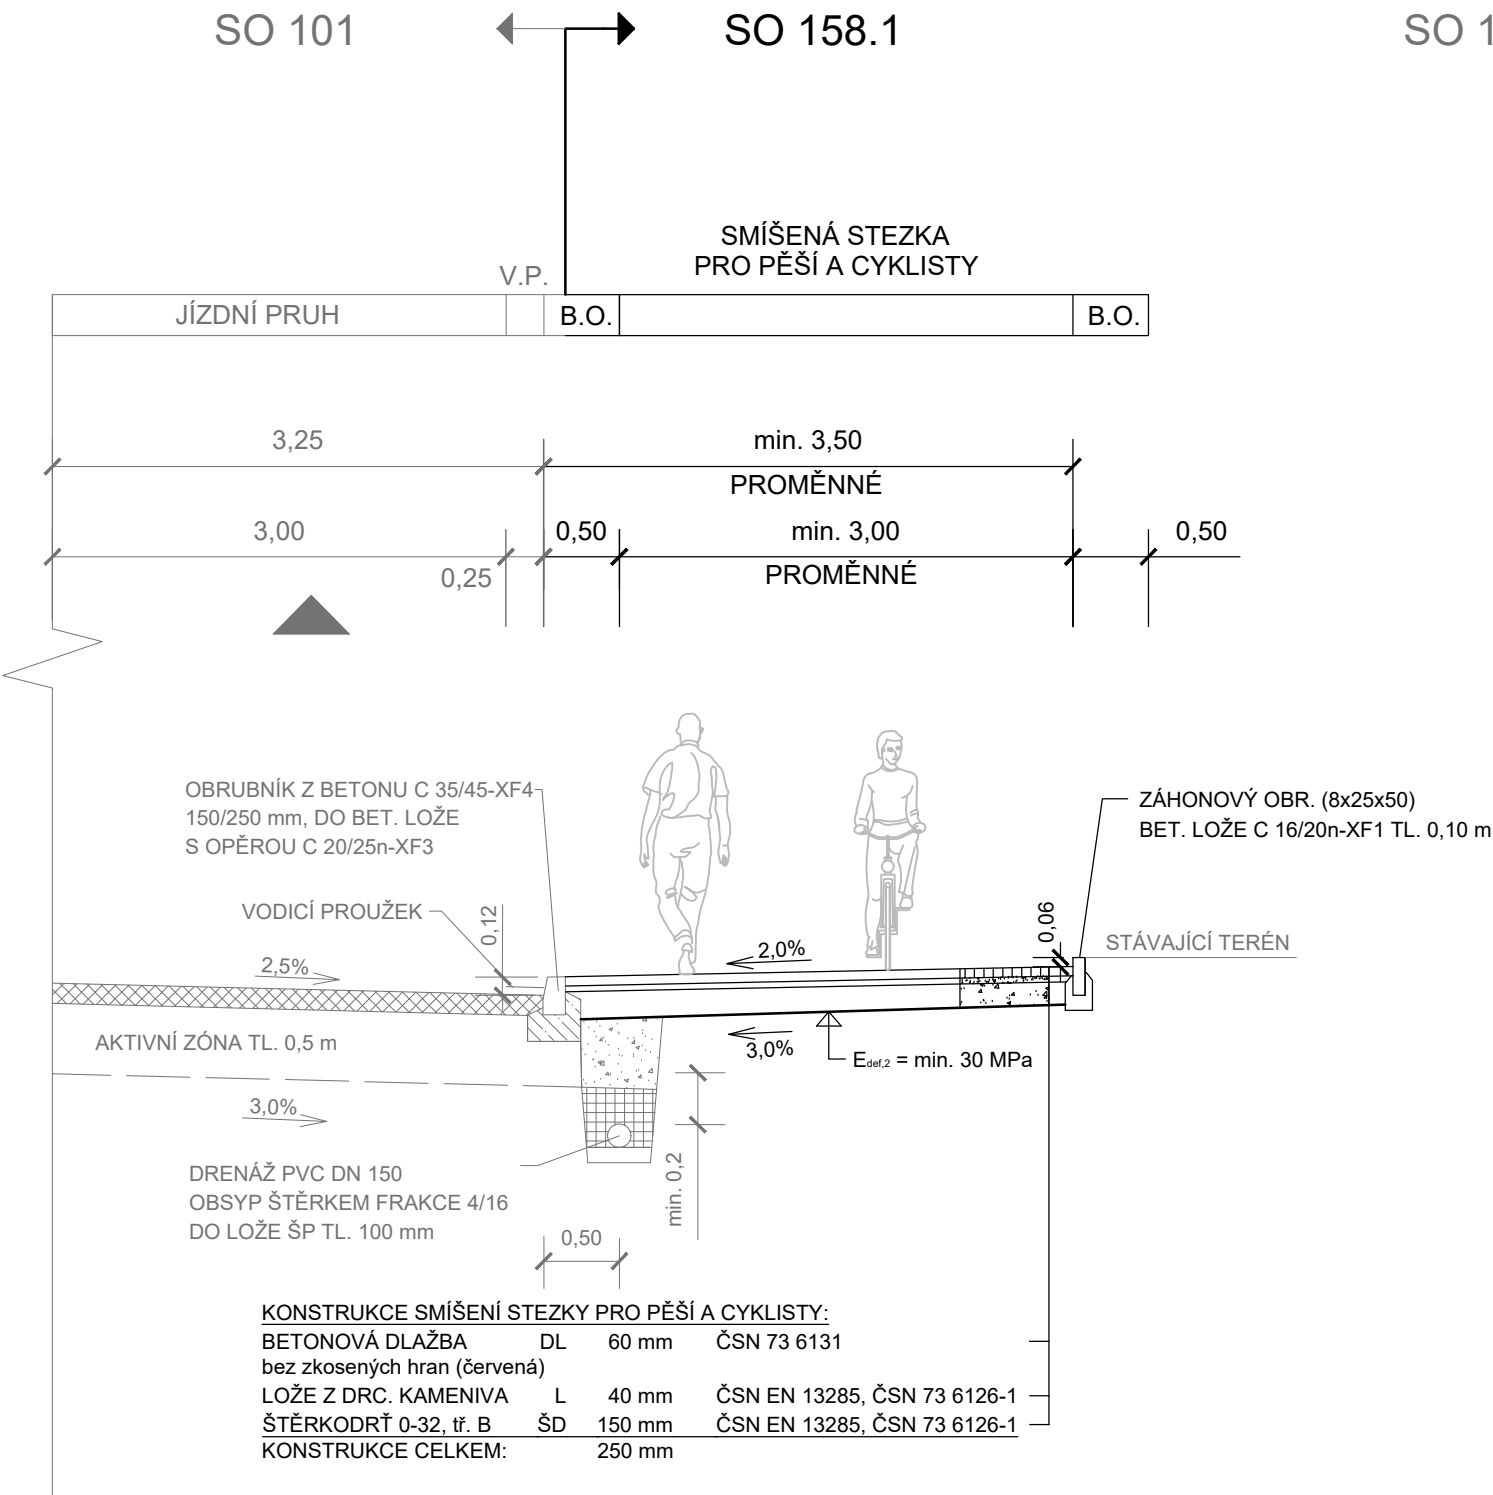 SO 101
SO 158.1
SO 1
SMÍŠENÁ STEZKA
PRO PĚŠÍ A CYKLISTY
V.P.
JÍZDNÍ PRUH
B.O.
B.O.
3,25
min. 3,50
PROMĚNNÉ
3,00
0,50
min. 3,00
0,50
0,25
PROMĚNNÉ
OBRUBNÍK Z BETONU C 35/45-XF4
150/250 mm, DO BET. LOŽE
S OPĚROU C 20/25n-XF3
ZÁHONOVÝ OBR. (8x25x50)
BET. LOŽE C 16/20n-XF1 TL. 0,10 m
VODICÍ PROUŽEK
0,12
0,06
STÁVAJÍCÍ TERÉN
2,5%
2,0%
AKTIVNÍ ZÓNA TL. 0,5 m
3,0%
Edef,2 = min. 30 MPa
3,0%
DRENÁŽ PVC DN 150
OBSYP ŠTĚRKEM FRAKCE 4/16
DO LOŽE ŠP TL. 100 mm
min. 0,2
0,50
KONSTRUKCE SMÍŠENÍ STEZKY PRO PĚŠÍ A CYKLISTY:
BETONOVÁ DLAŽBA DL 60 mm ČSN 73 6131
bez zkosených hran (červená)
LOŽE Z DRC. KAMENIVA L 40 mm ČSN EN 13285, ČSN 73 6126-1
ŠTĚRKODRŤ 0-32, tř. B ŠD 150 mm ČSN EN 13285, ČSN 73 6126-1
KONSTRUKCE CELKEM: 250 mm